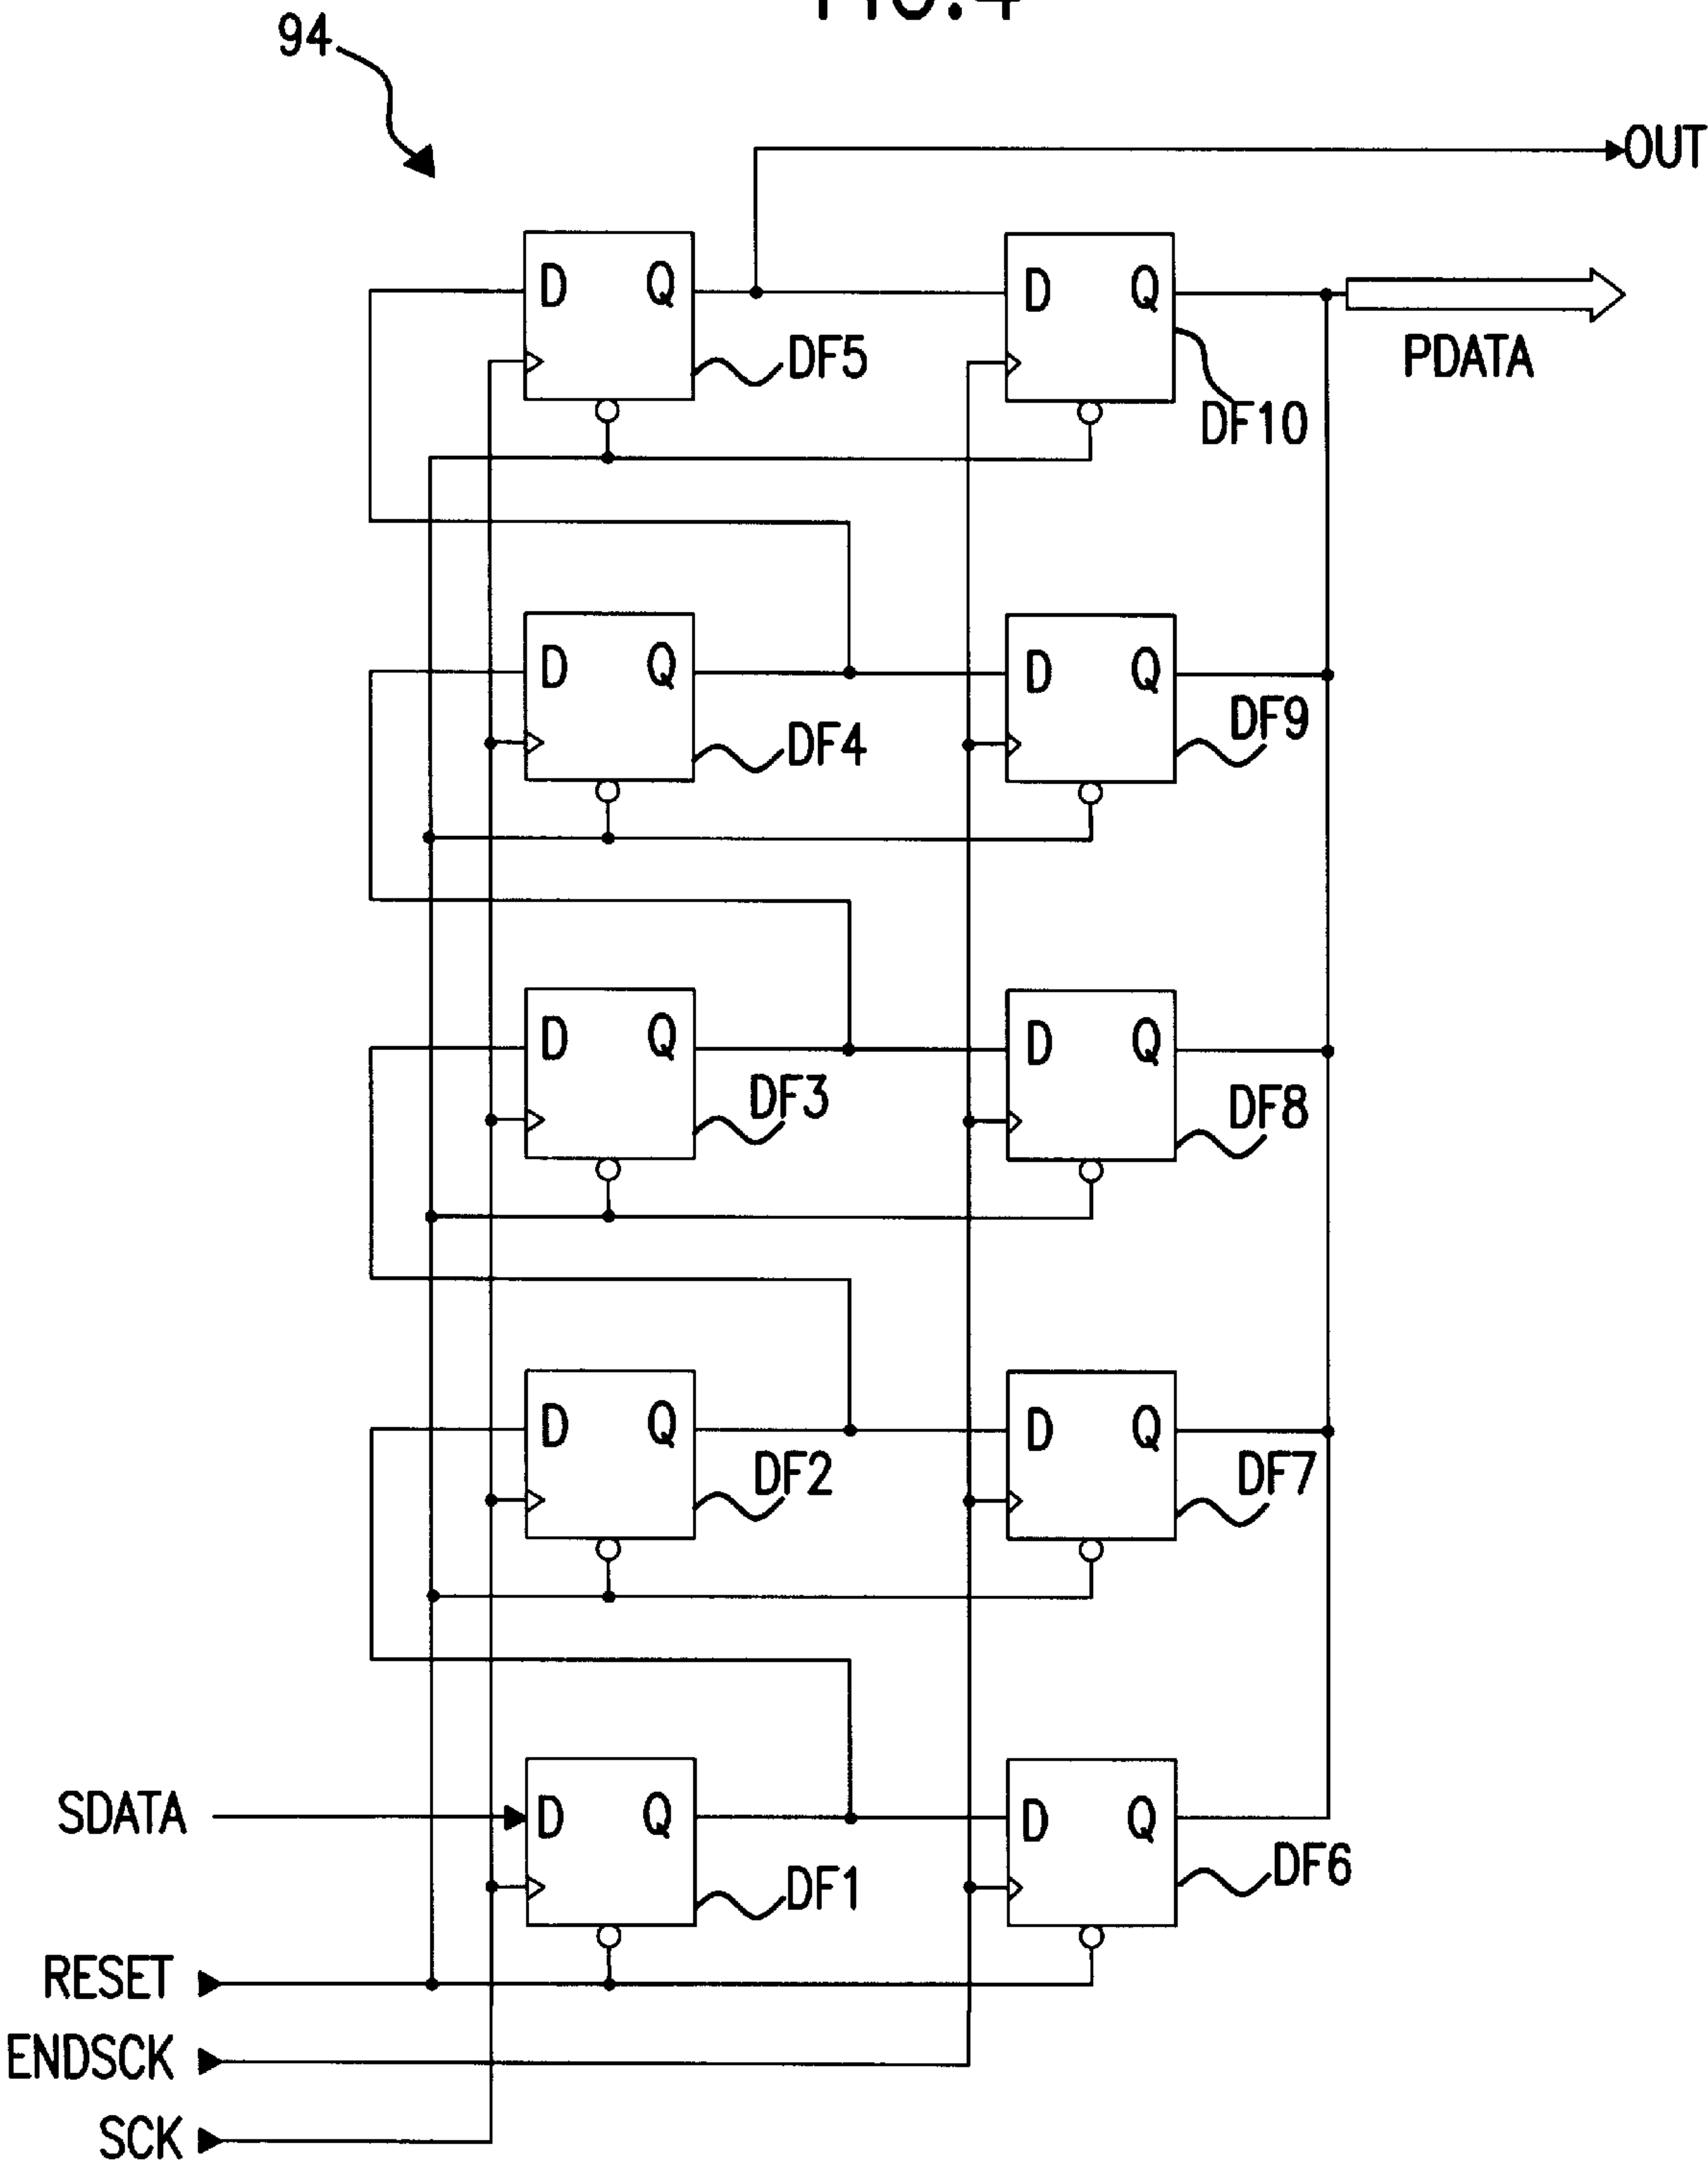 94
OUT
D Q D Q
DF5
DF10
PDATA
D Q D Q
DF4
DF9
D Q D Q
DF3
DF8
D Q D Q
DF2
DF7
SDATA D Q D Q
DF1
DF6
RESET
ENDSCK
SCK